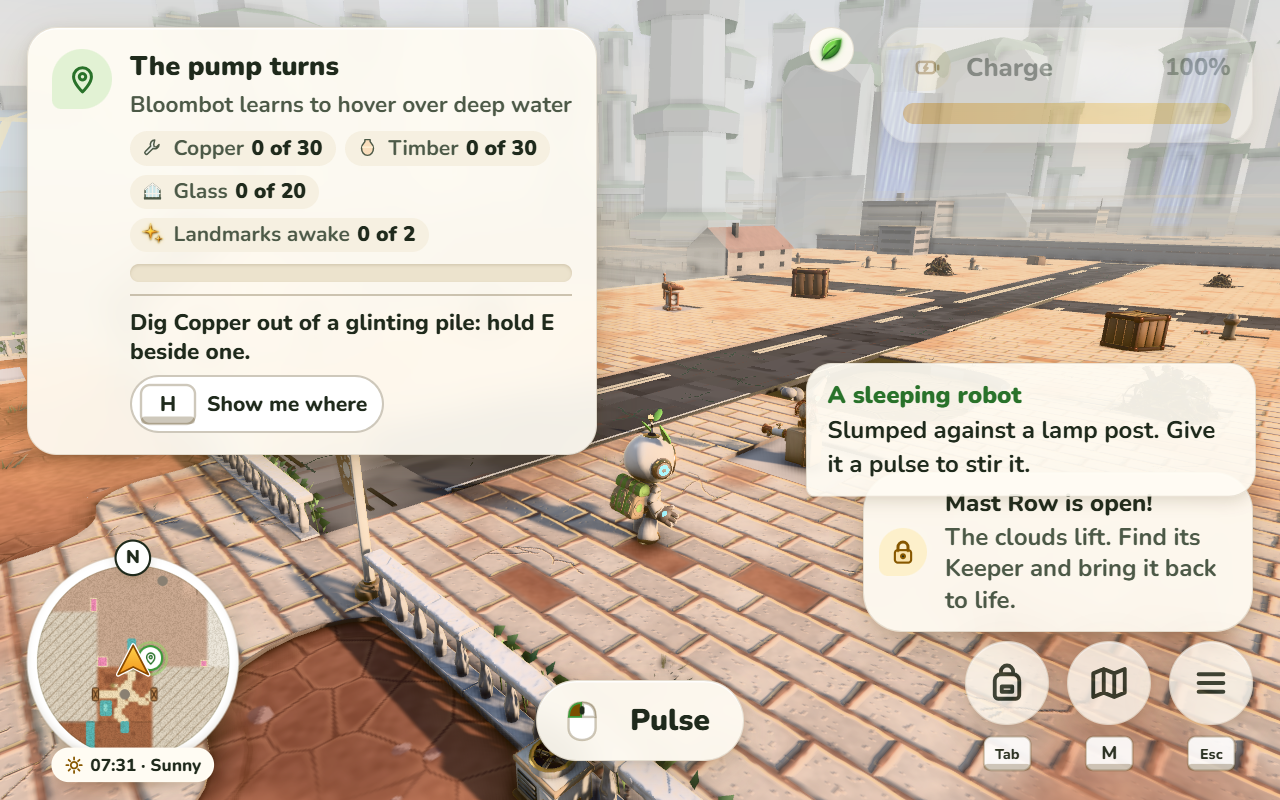 The pump turns
Bloombot learns to hover over deep water
Copper 0 of 30
Timber 0 of 30
Glass 0 of 20
Landmarks awake 0 of 2
Dig Copper out of a glinting pile: hold E
beside one.
H Show me where
Charge 100%
A sleeping robot
Slumped against a lamp post. Give
it a pulse to stir it.
Mast Row is open!
The clouds lift. Find its
Keeper and bring it back
to life.
N
07:31 · Sunny
Pulse
Tab
M
Esc